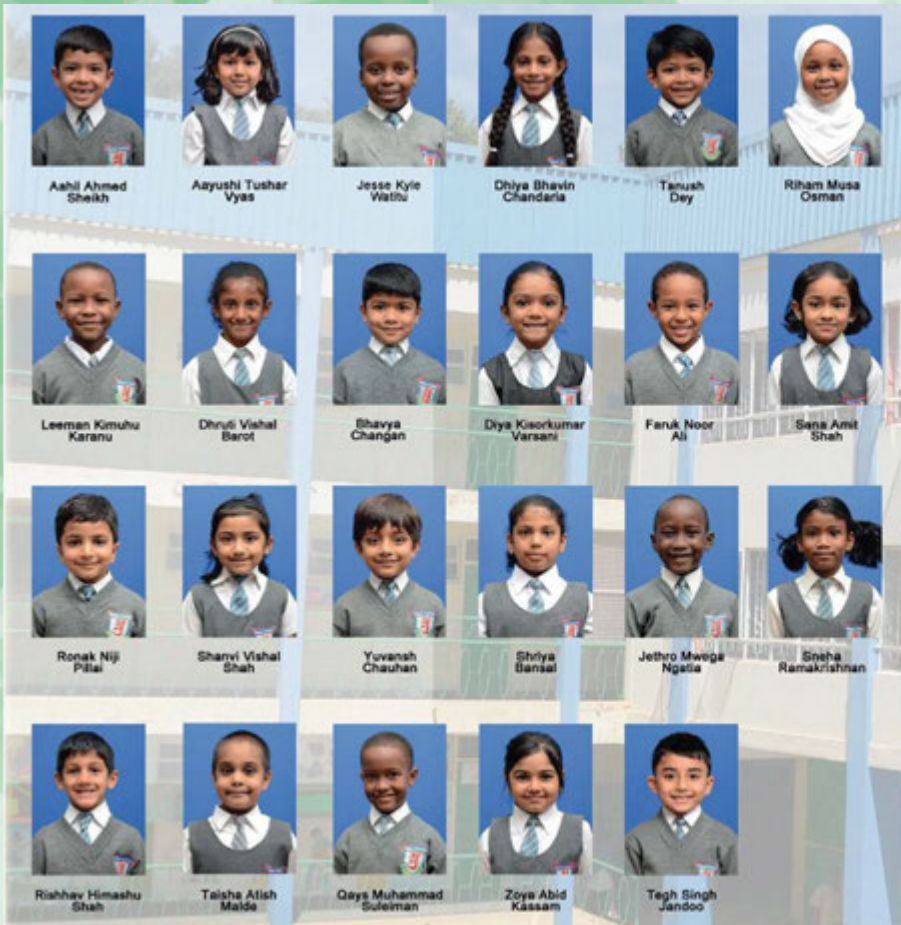 Aahil Ahmed
Sheikh
Aayushi Tushar
Vyas
Jesse Kyle
Watitu
Dhiya Bhavin
Chandaria
Tanush
Dey
Riham Musa
Osman
Leeman Kimuhu
Karanu
Dhruti Vishal
Barot
Bhavya
Changan
Diya Kisorkumar
Varsani
Faruk Noor
Ali
Sana Amit
Shah
Ronak Niji
Pillai
Shanvi Vishal
Shah
Yuvansh
Chauhan
Shriya
Bansal
Jethro Mwega
Ngatia
Sneha
Ramakrishnan
Rishhav Himashu
Shah
Taisha Atish
Malde
Qays Muhammad
Suleiman
Zoya Abid
Kassam
Tegh Singh
Jandoo